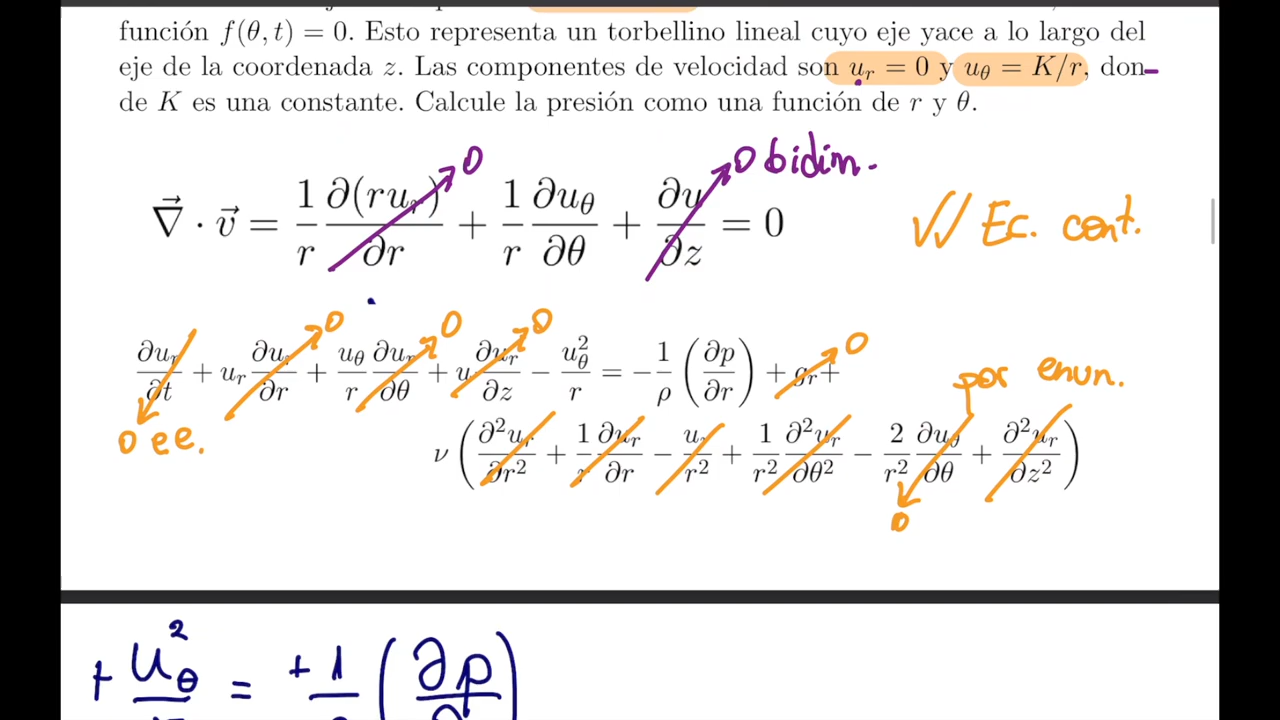 función f(θ, t) = 0. Esto representa un torbellino lineal cuyo eje yace a lo largo del
eje de la coordenada z. Las componentes de velocidad son u_r = 0 y u_θ = K/r, don-
de K es una constante. Calcule la presión como una función de r y θ.
0 0 bidim.
∇⃗ · v⃗ = 1/r ∂(ru_r)/∂r + 1/r ∂u_θ/∂θ + ∂u/∂z = 0
✓✓ Ec. cont.
0 0 0 0
∂u_r/∂t + u_r ∂u_r/∂r + u_θ/r ∂u_r/∂θ + u ∂u_r/∂z − u_θ²/r = −1/ρ (∂p/∂r) + g_r +
por enun.
0 e e.
ν (∂²u_r/∂r² + 1/r ∂u_r/∂r − u_r/r² + 1/r² ∂²u_r/∂θ² − 2/r² ∂u_θ/∂θ + ∂²u_r/∂z²)
0
+ u_θ² = + 1 (∂p